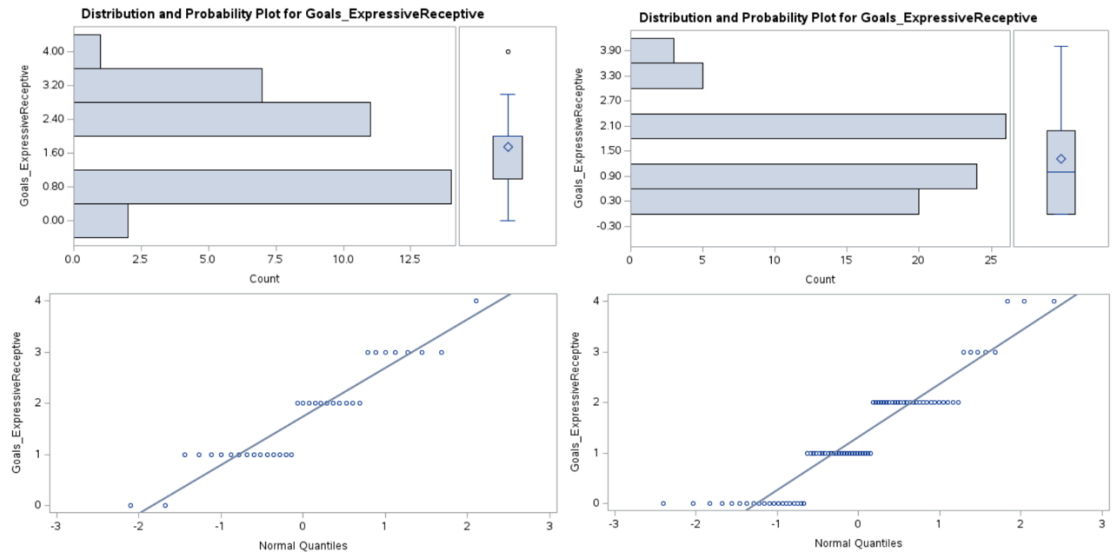 Distribution and Probability Plot for Goals_ExpressiveReceptive
Goals_ExpressiveReceptive
4.00
3.20
2.40
1.60
0.80
0.00
0.0 2.5 5.0 7.5 10.0 12.5
Count
Goals_ExpressiveReceptive
4
3
2
1
0
-3 -2 -1 0 1 2 3
Normal Quantiles
Distribution and Probability Plot for Goals_ExpressiveReceptive
Goals_ExpressiveReceptive
3.90
3.30
2.70
2.10
1.50
0.90
0.30
-0.30
0 5 10 15 20 25
Count
Goals_ExpressiveReceptive
4
3
2
1
0
-3 -2 -1 0 1 2 3
Normal Quantiles